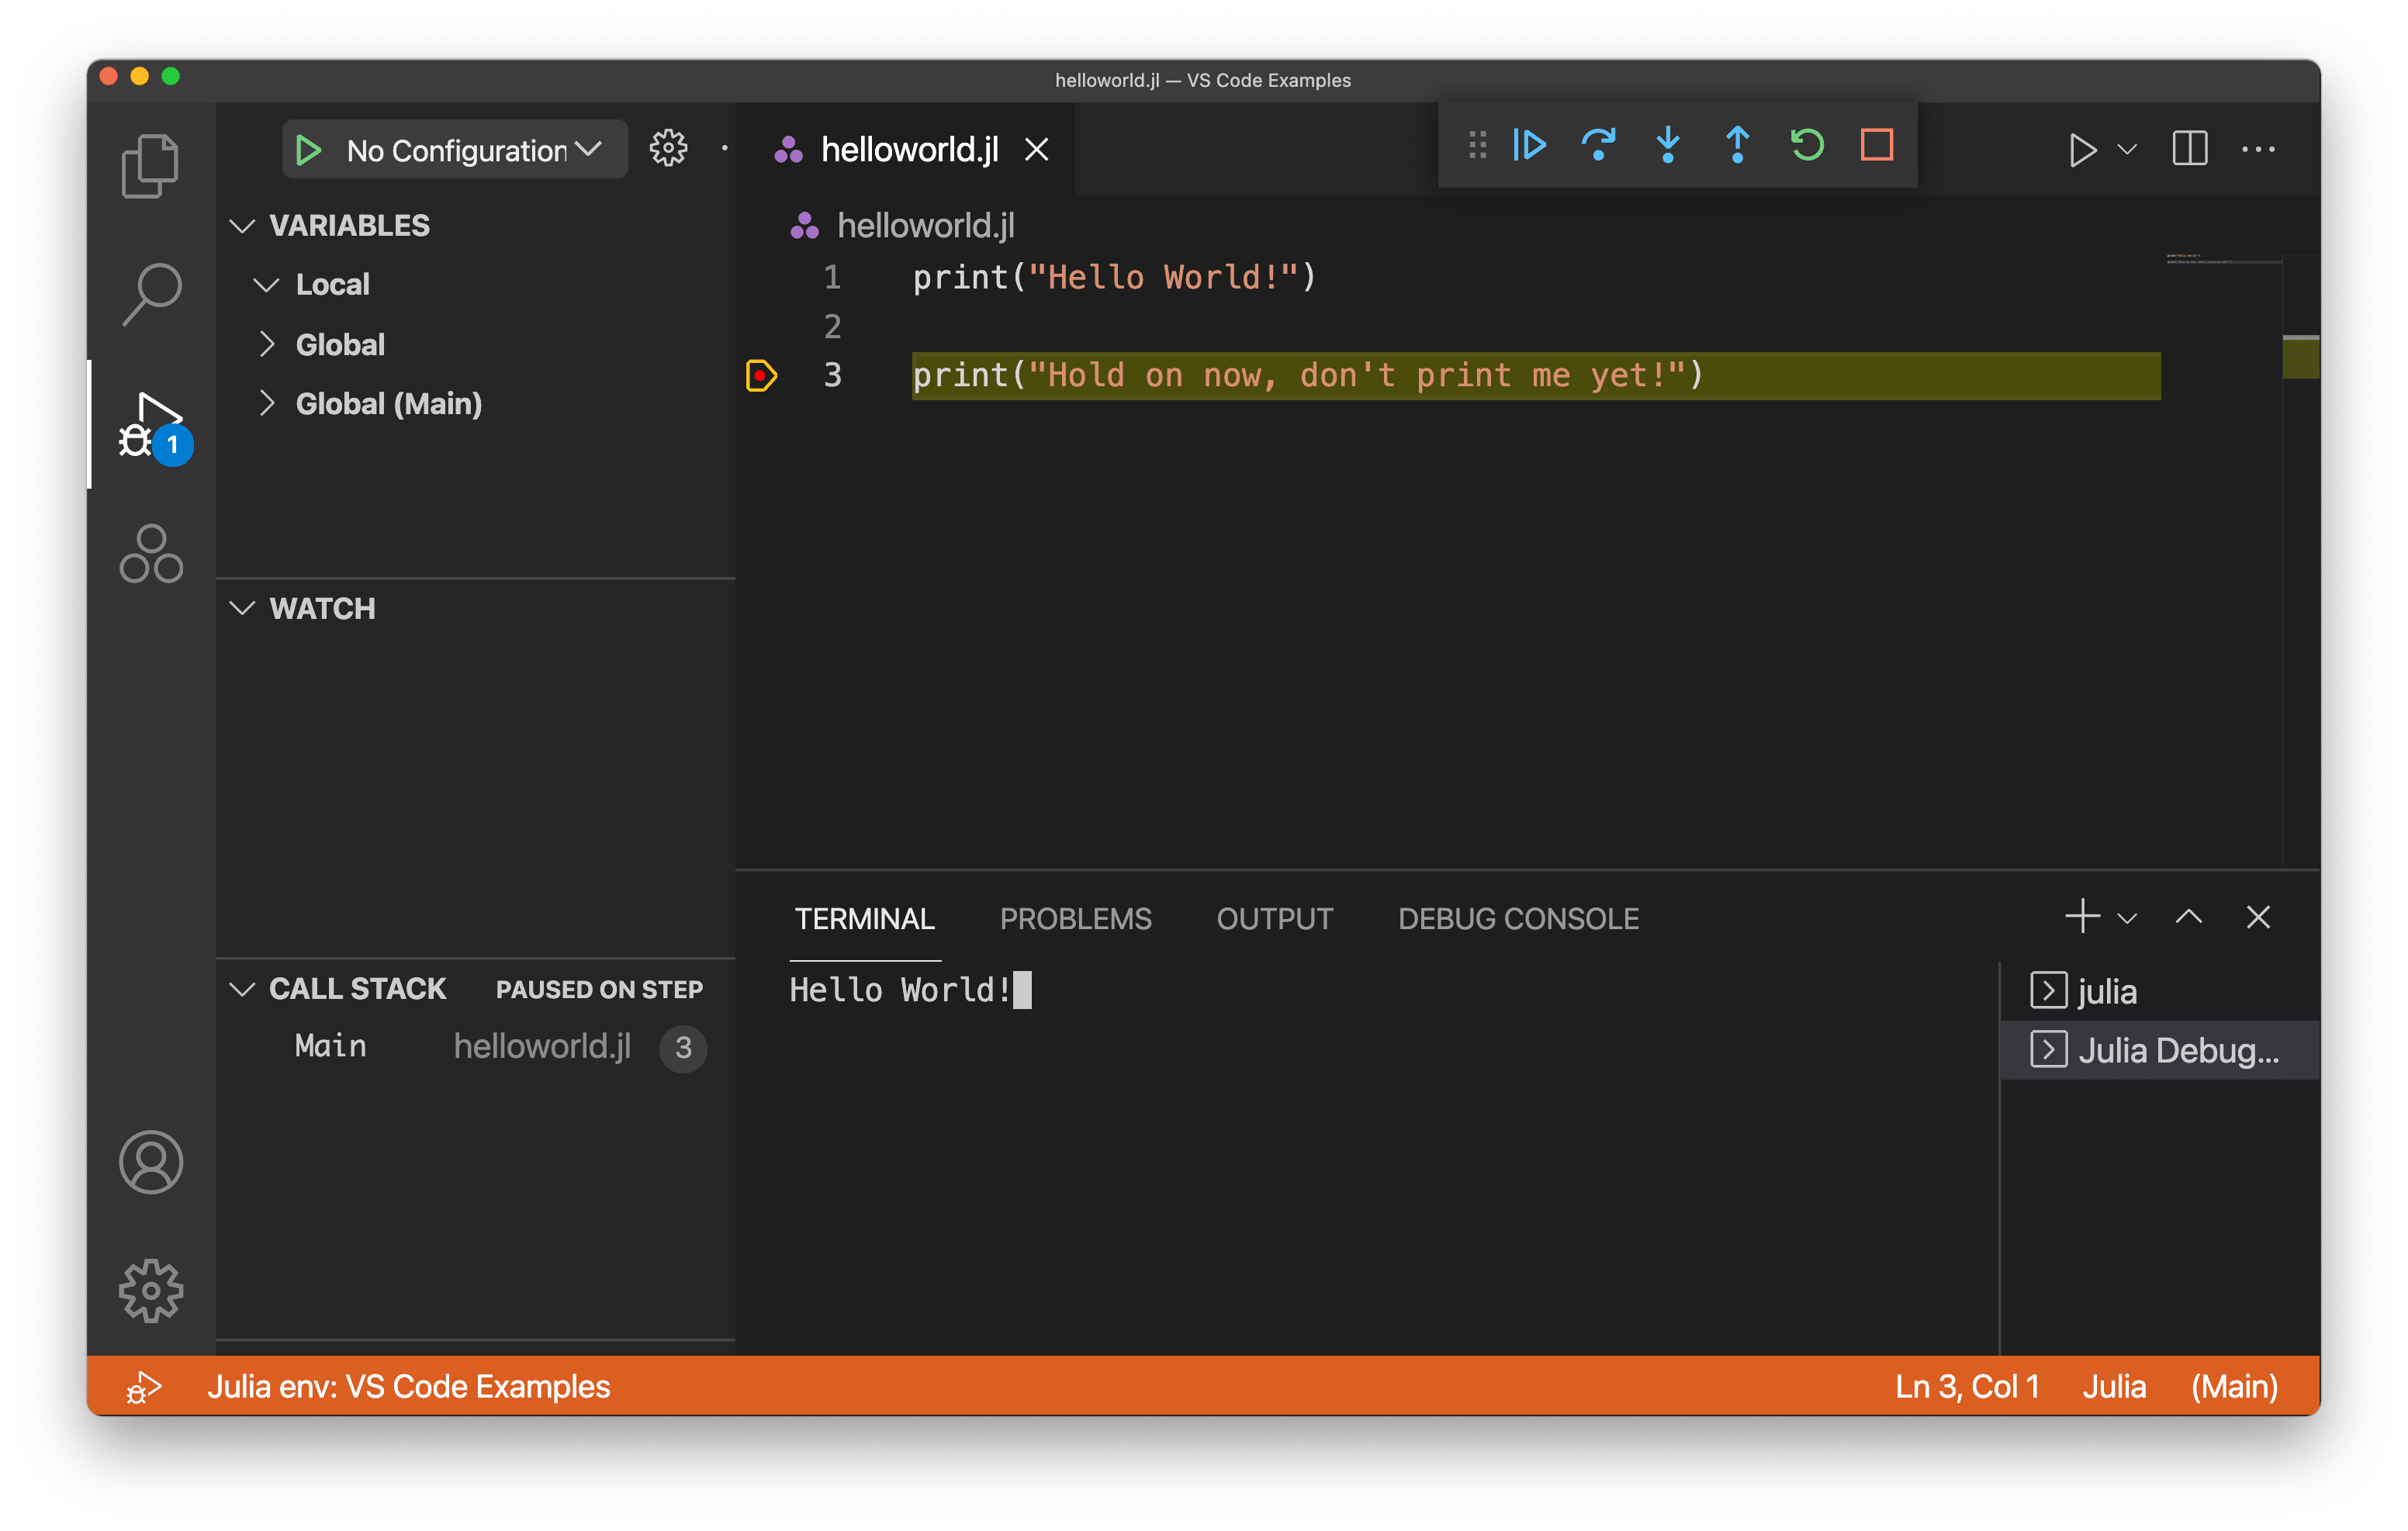 helloworld.jl — VS Code Examples
No Configuration
helloworld.jl
VARIABLES
Local
Global
Global (Main)
1
WATCH
CALL STACK PAUSED ON STEP
Main helloworld.jl 3
helloworld.jl
1 print("Hello World!")
2
3 print("Hold on now, don't print me yet!")
TERMINAL PROBLEMS OUTPUT DEBUG CONSOLE
Hello World!
julia
Julia Debug...
Julia env: VS Code Examples Ln 3, Col 1 Julia (Main)